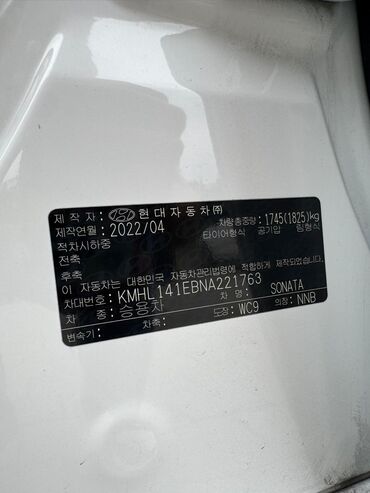 제 작 자 : HYUNDAI 현대자동차㈜ 차량총중량: 1745(1825)kg
제작연월: 2022/04 타이어형식 공기압 림형식
적차시하중
전축
후축
이 자동차는 대한민국 자동차관리법령에 적합하게 제작되었습니다.
차대번호: KMHL141EBNA221763
차 종: 승용차 차 명: SONATA
변속기: 차축: 도장: WC9 의장: NNB